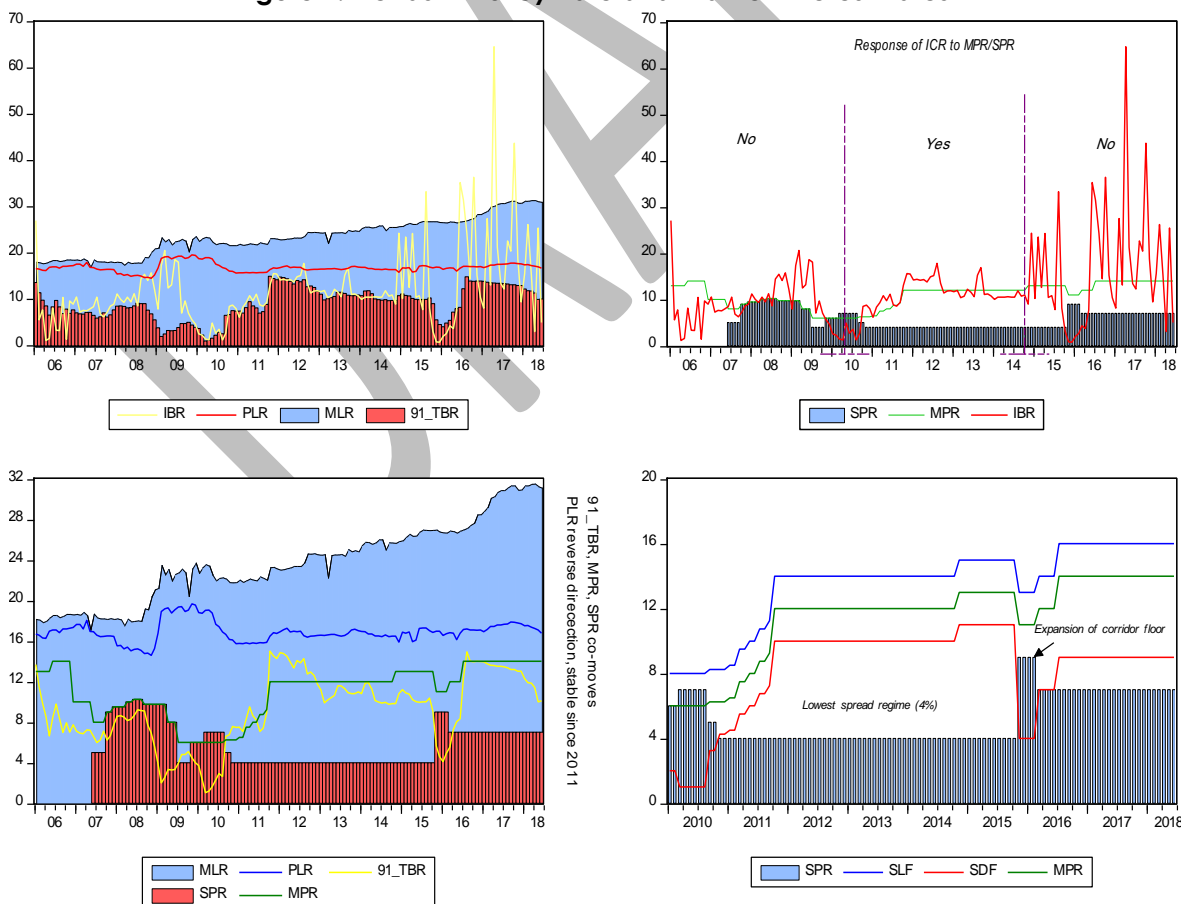 70
60
50
40
30
20
10
0
06 07 08 09 10 11 12 13 14 15 16 17 18
IBR PLR MLR 91_TBR
70
60
50
40
30
20
10
0
Response of ICR to MPR/SPR
No Yes No
06 07 08 09 10 11 12 13 14 15 16 17 18
SPR MPR IBR
32
28
24
20
16
12
8
4
0
06 07 08 09 10 11 12 13 14 15 16 17 18
91_TBR, MPR, SPR co-moves
PLR reverse direcection, stable since 2011
MLR PLR 91_TBR
SPR MPR
20
16
12
8
4
0
Expansion of corridor floor
Lowest spread regime (4%)
2010 2011 2012 2013 2014 2015 2016 2017 2018
SPR SLF SDF MPR